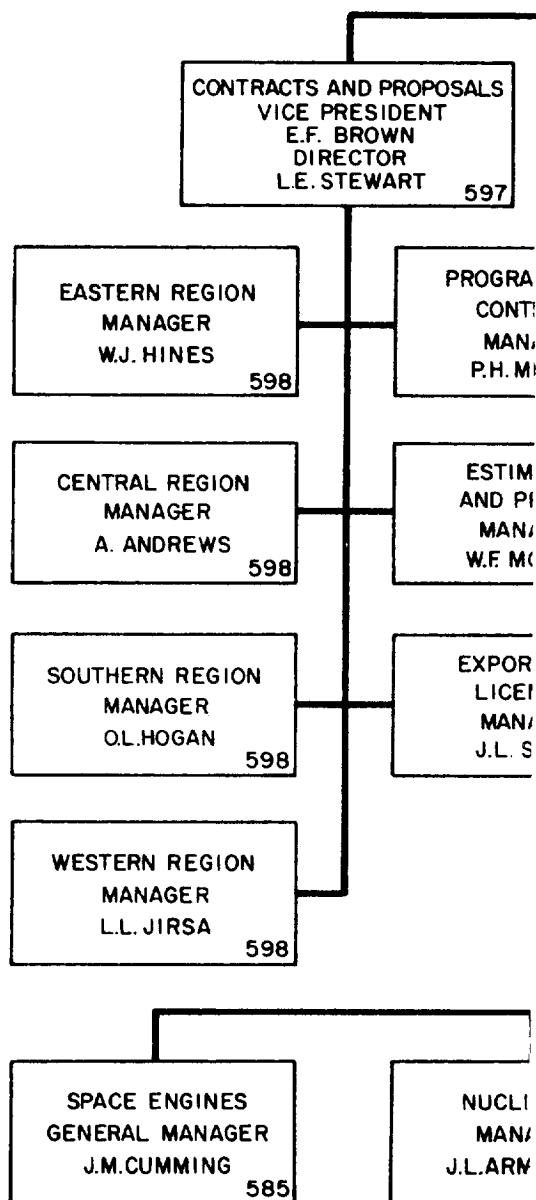 CONTRACTS AND PROPOSALS
VICE PRESIDENT
E.F. BROWN
DIRECTOR
L.E. STEWART
597
EASTERN REGION
MANAGER
W.J. HINES
598
P.H.
CENTRAL REGION
MANAGER
A. ANDREWS
598
AND
W.F.
SOUTHERN REGION
MANAGER
O.L.HOGAN
598
J.L.
WESTERN REGION
MANAGER
L.L. JIRSA
598
SPACE ENGINES
GENERAL MANAGER
J.M.CUMMING
585